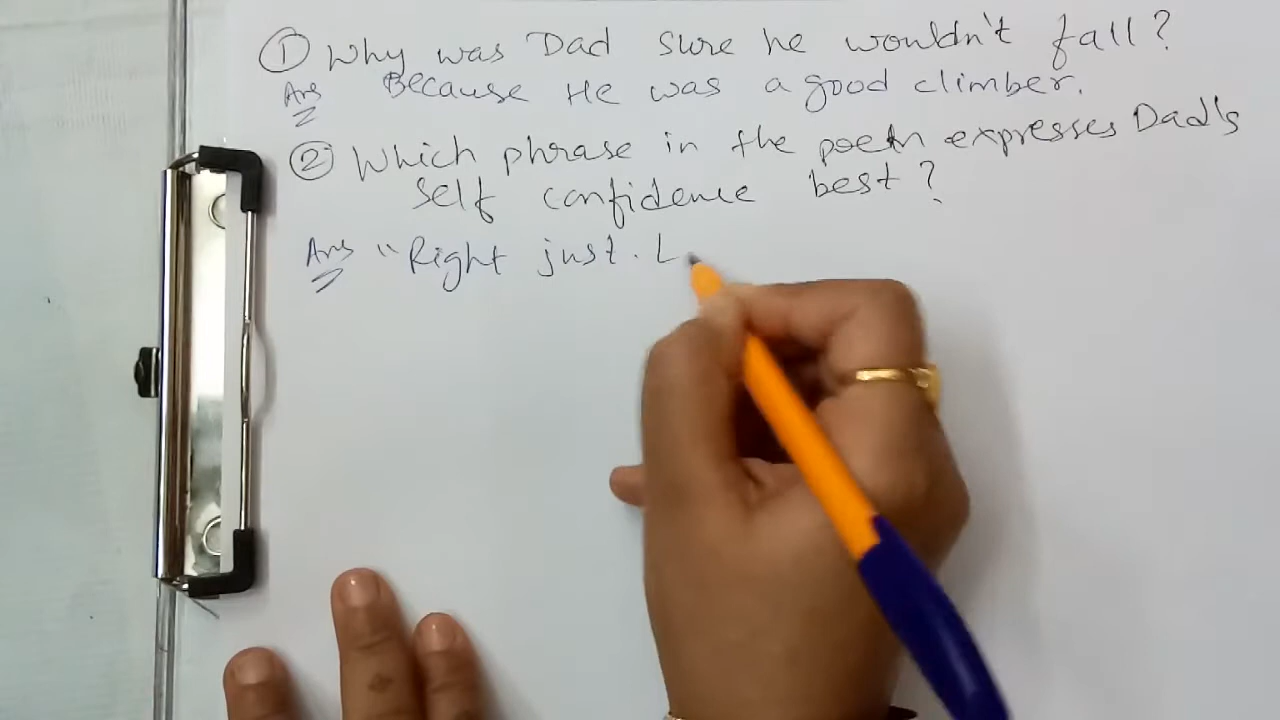 ① Why was Dad sure he wouldn't fall?
Ans Because He was a good climber.
② Which phrase in the poem expresses Dad's
self confidence best?
Ans "Right just. L